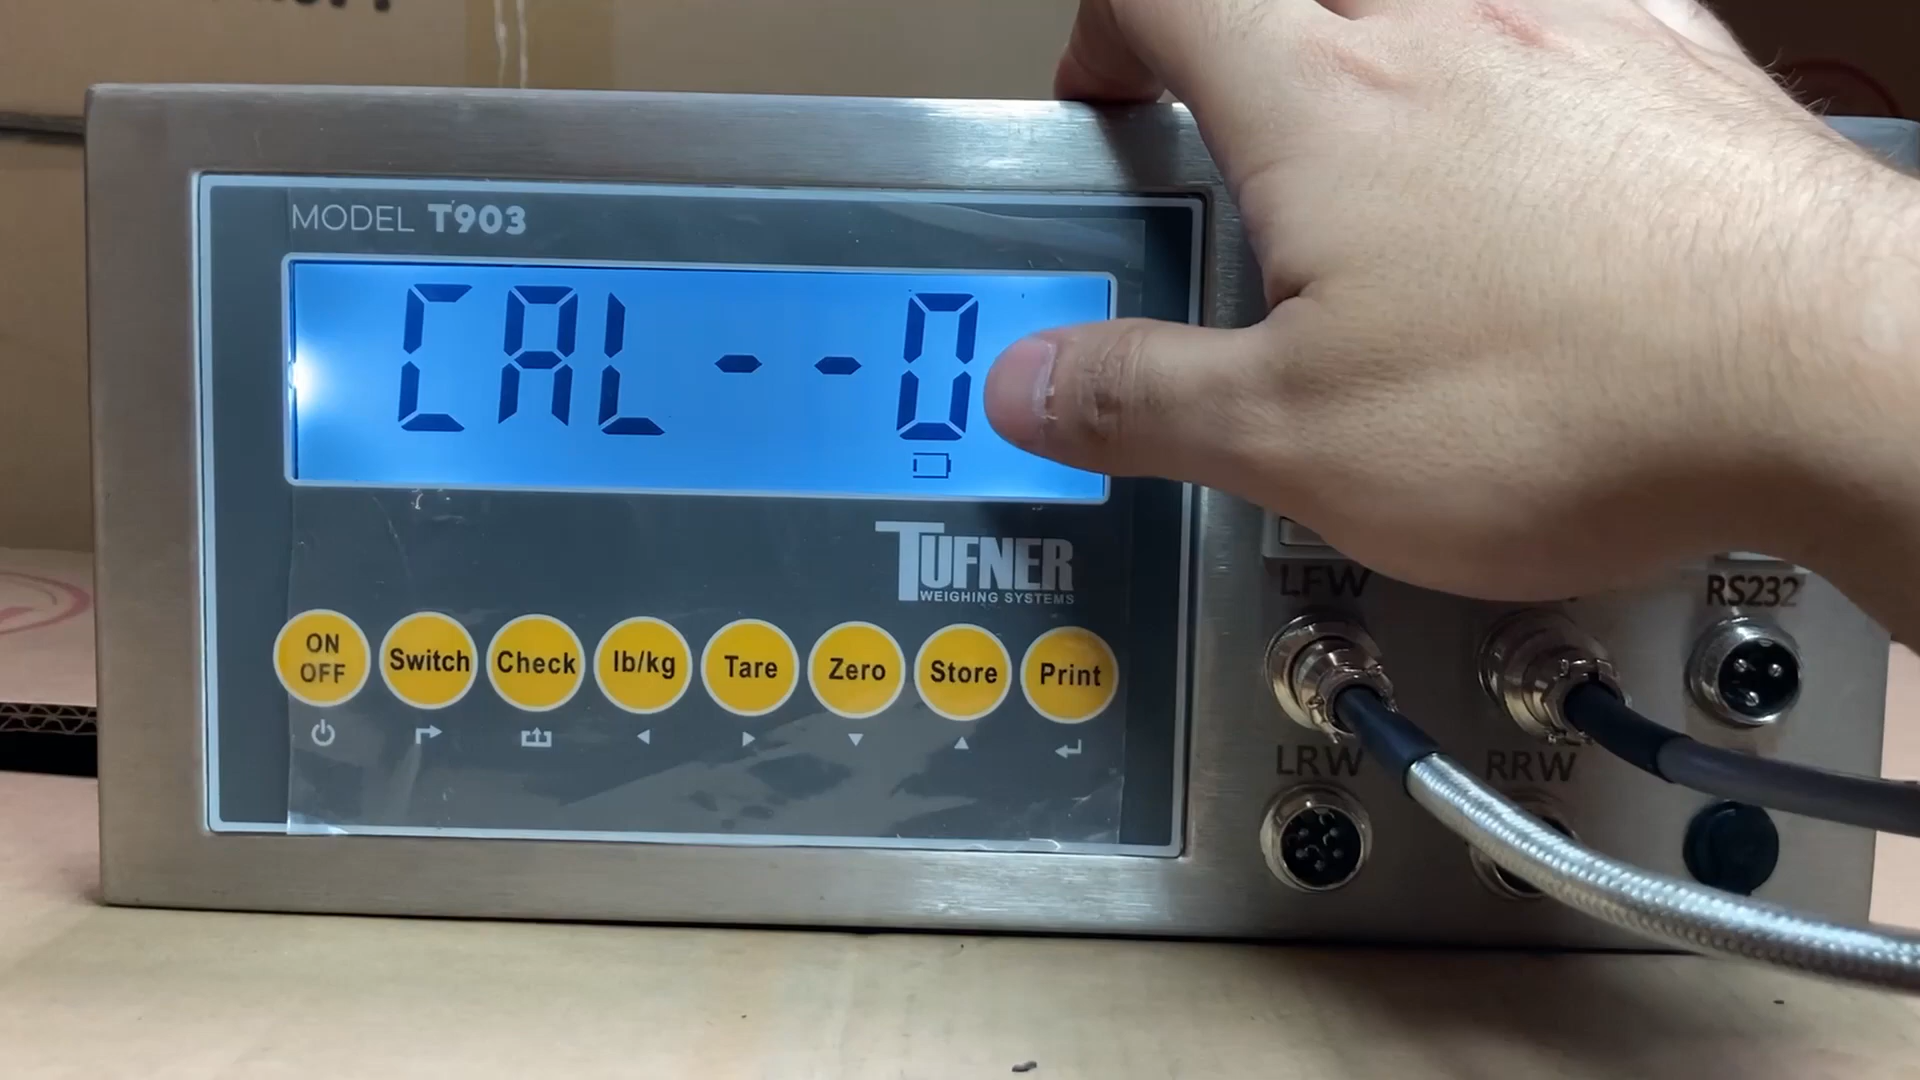 MODEL T903
CAL--0
TUFNER
WEIGHING SYSTEMS
ON OFF
Switch
Check
lb/kg
Tare
Zero
Store
Print
LFW
RS232
LRW
RRW